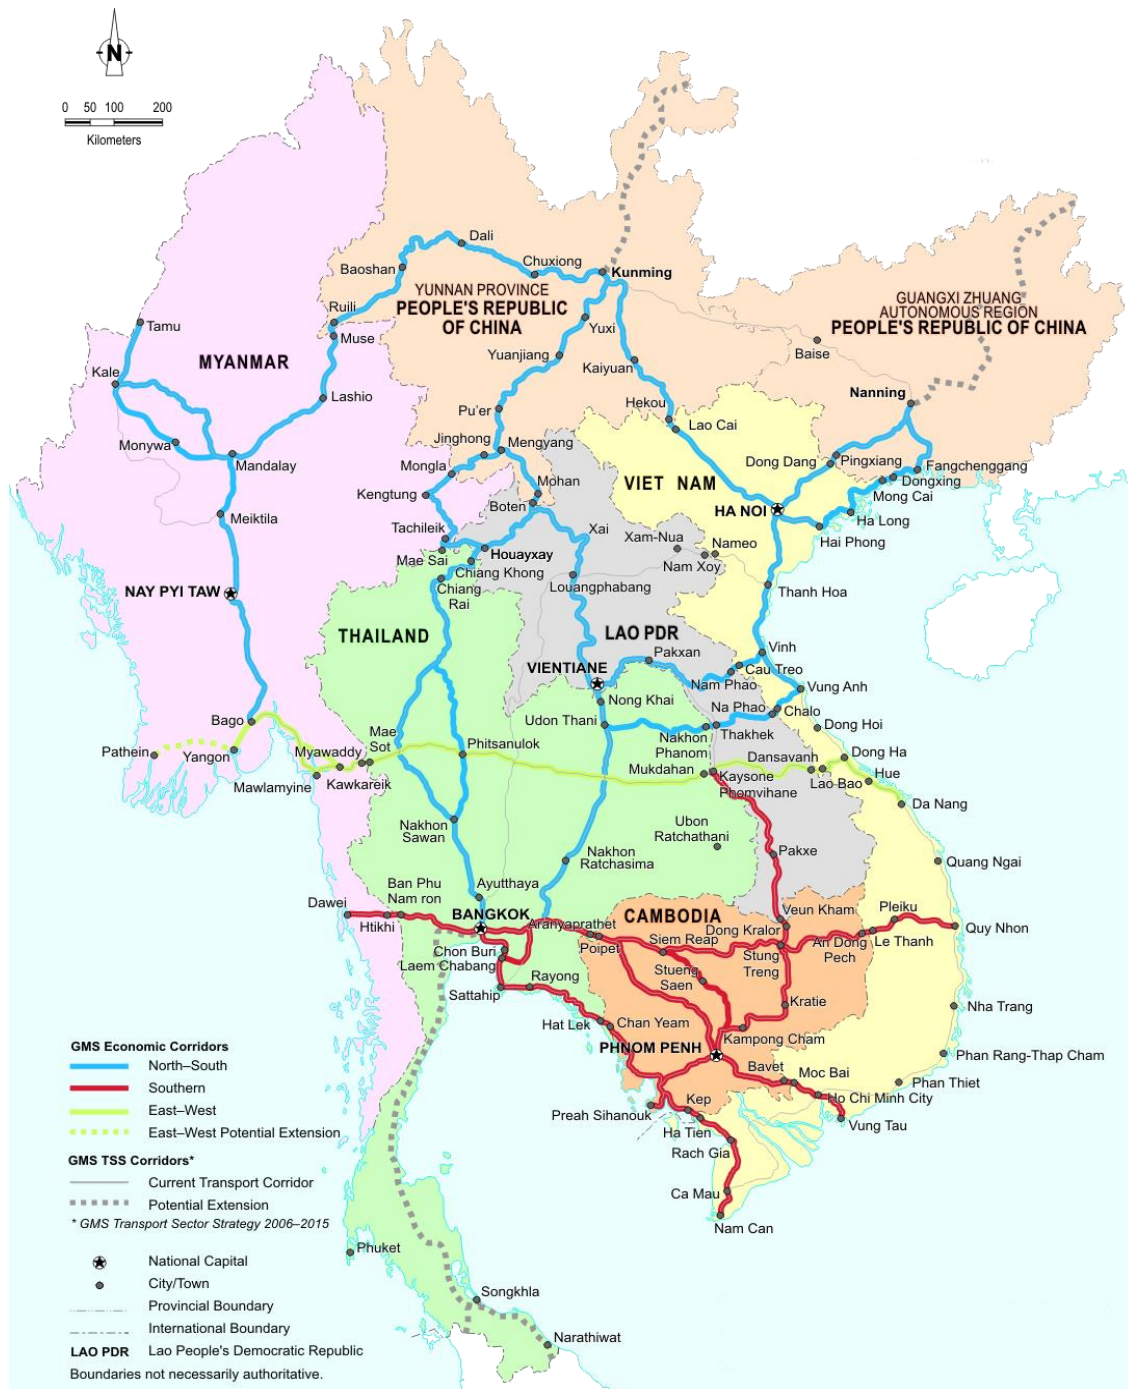 N
0 50 100 200
Kilometers
Dali
Chuxiong
Baoshan
Kunming
YUNNAN PROVINCE
PEOPLE'S REPUBLIC
OF CHINA
GUANGXI ZHUANG
AUTONOMOUS REGION
PEOPLE'S REPUBLIC OF CHINA
Ruili
Tamu
Muse
Yuxi
MYANMAR
Yuanjiang
Baise
Kale
Kaiyuan
Lashio
Nanning
Hekou
Pu'er
Lao Cai
Monywa
Jinghong
Mengyang
Mandalay
Mongla
Dong Dang
Pingxiang
Fangchenggang
Dongxing
Mong Cai
Mohan
VIET NAM
Kengtung
Boten
HA NOI
Meiktila
Ha Long
Tachileik
Xai
Hai Phong
Xam-Nua
Nameo
Mae Sai
Houayxay
Nam Xoy
Chiang Khong
Chiang
Rai
Louangphabang
NAY PYI TAW
Thanh Hoa
THAILAND
LAO PDR
Vinh
Pakxan
VIENTIANE
Cau Treo
Nam Phao
Vung Anh
Nong Khai
Na Phao
Chalo
Bago
Udon Thani
Dong Hoi
Mae
Sot
Nakhon
Phanom
Thakhek
Pathein
Yangon
Myawaddy
Phitsanulok
Dansavanh
Dong Ha
Mukdahan
Kaysone
Phomvihane
Lao Bao
Hue
Mawlamyine
Kawkareik
Da Nang
Nakhon
Sawan
Ubon
Ratchathani
Nakhon
Ratchasima
Pakxe
Quang Ngai
Ban Phu
Nam ron
Ayutthaya
Dawei
BANGKOK
CAMBODIA
Veun Kham
Pleiku
Htikhi
Aranyaprathet
Dong Kralor
Quy Nhon
Poipet
Siem Reap
An Dong
Pech
Le Thanh
Chon Buri
Laem Chabang
Stung
Treng
Stueng
Saen
Rayong
Sattahip
Kratie
Nha Trang
Hat Lek
Chan Yeam
Kampong Cham
PHNOM PENH
Phan Rang-Thap Cham
Bavet
Moc Bai
Phan Thiet
Ho Chi Minh City
Preah Sihanouk
Kep
Vung Tau
Ha Tien
Rach Gia
Ca Mau
Nam Can
Phuket
Songkhla
Narathiwat
GMS Economic Corridors
North–South
Southern
East–West
East–West Potential Extension
GMS TSS Corridors*
Current Transport Corridor
Potential Extension
* GMS Transport Sector Strategy 2006–2015
National Capital
City/Town
Provincial Boundary
International Boundary
LAO PDR Lao People's Democratic Republic
Boundaries not necessarily authoritative.